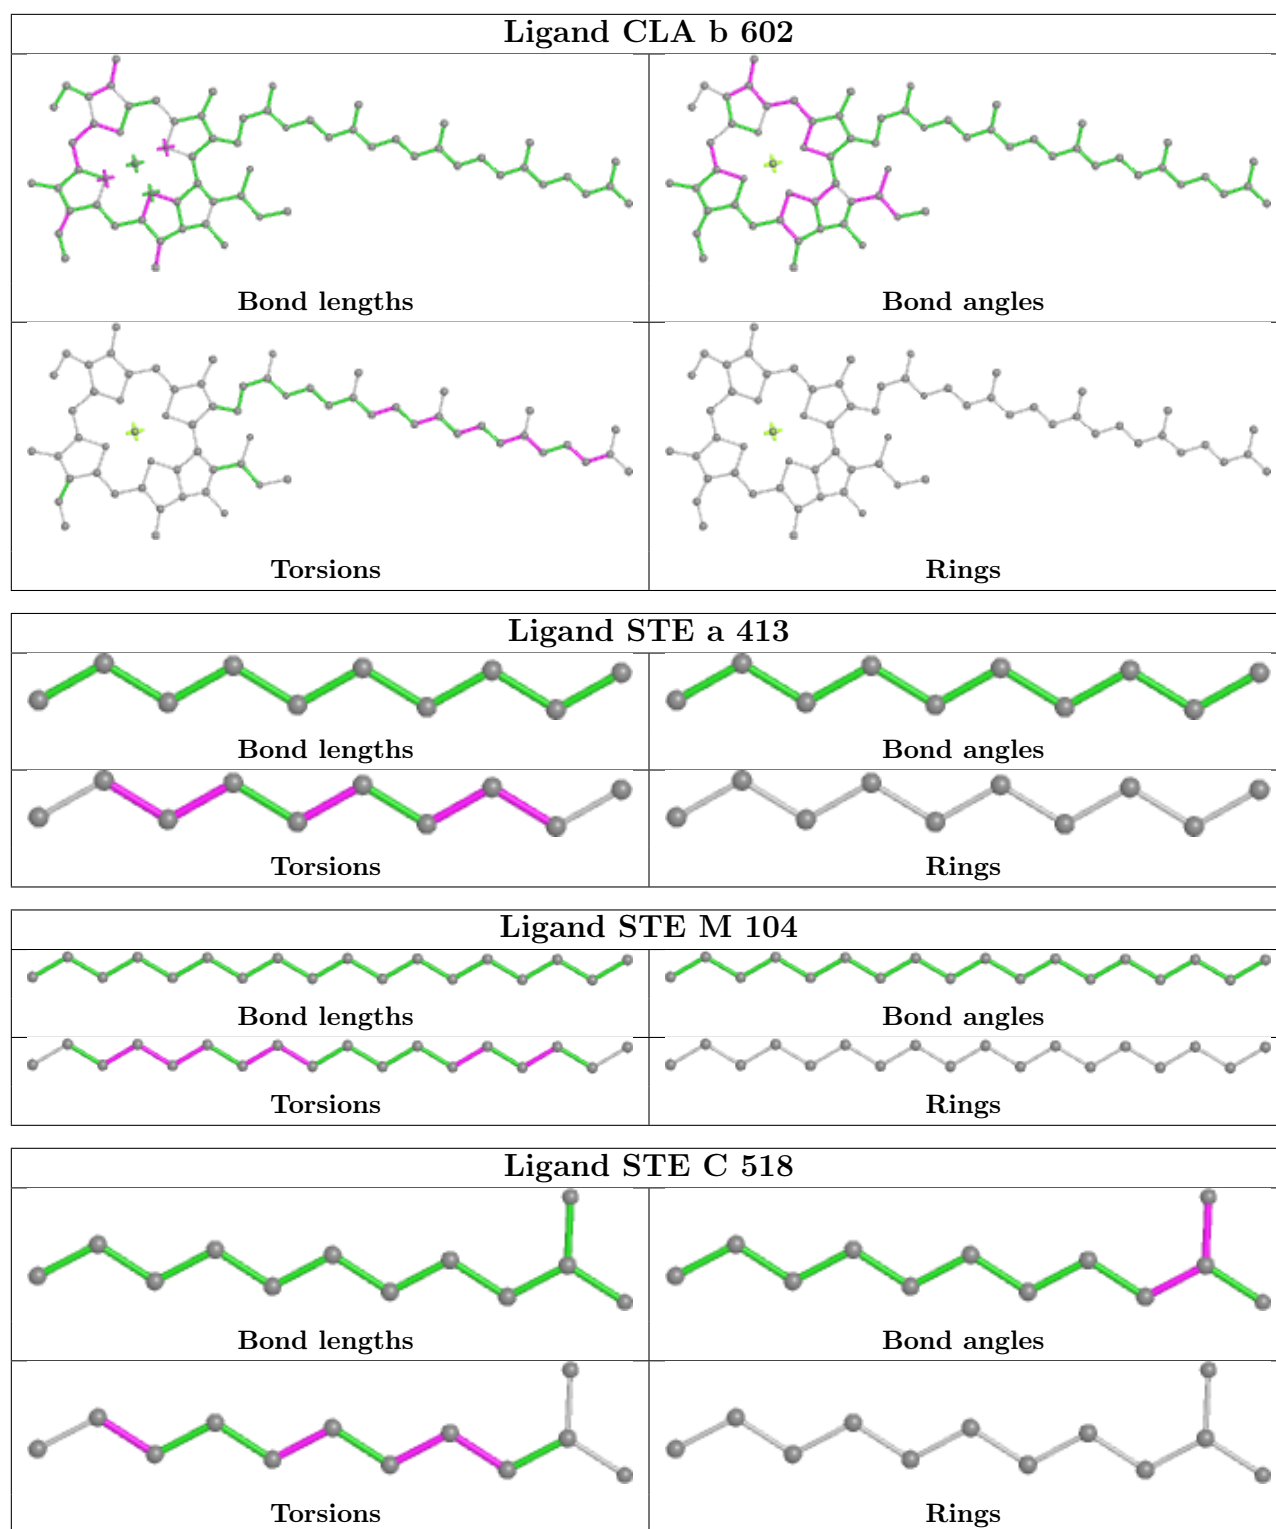 Ligand CLA b 602
Bond lengths
Bond angles
Torsions
Rings
Ligand STE a 413
Bond lengths
Bond angles
Torsions
Rings
Ligand STE M 104
Bond lengths
Bond angles
Torsions
Rings
Ligand STE C 518
Bond lengths
Bond angles
Torsions
Rings